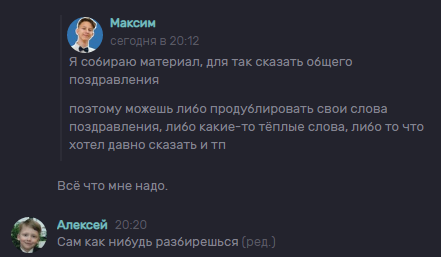 Максим
сегодня в 20:12
Я собираю материал, для так сказать общего
поздравления
поэтому можешь либо продублировать свои слова
поздравления, либо какие-то тёплые слова, либо то что
хотел давно сказать и тп
Всё что мне надо.
Алексей 20:20
Сам как нибудь разбирешься (ред.)